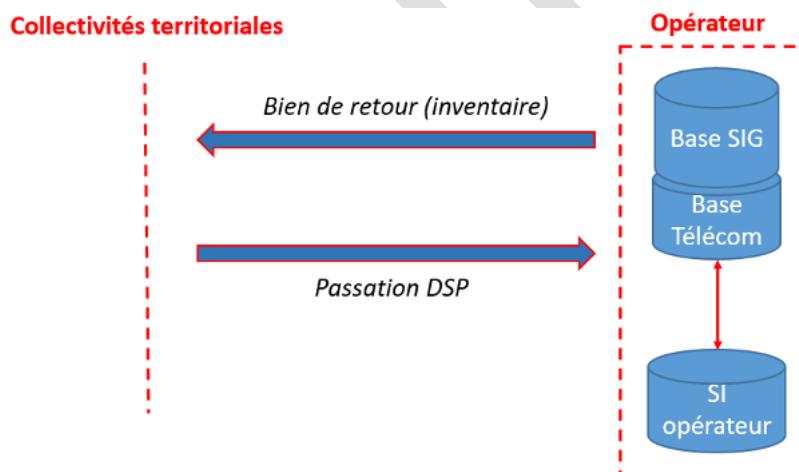 Collectivités territoriales
Opérateur
Bien de retour (inventaire)
Base SIG
Base
Télécom
Passation DSP
SI
opérateur